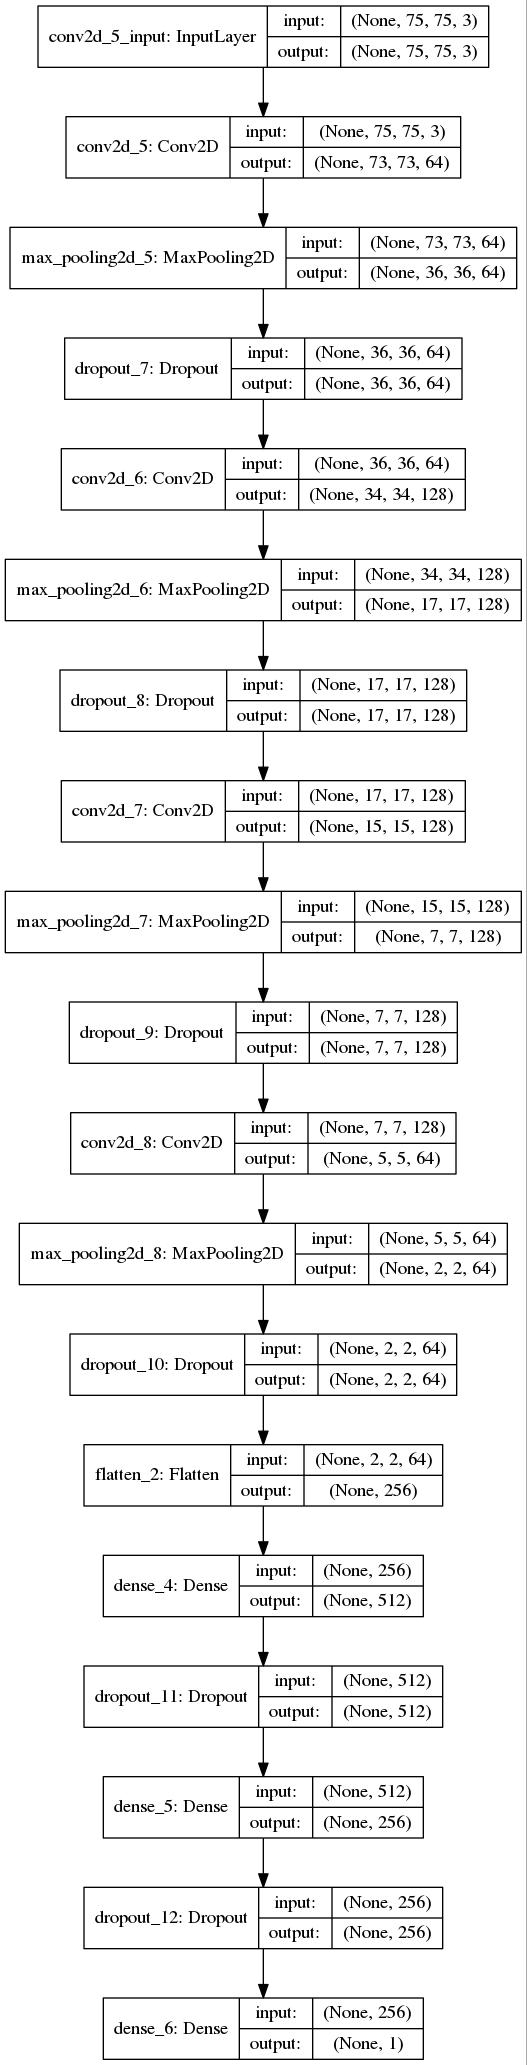 conv2d_5_input: InputLayer
input: (None, 75, 75, 3)
output: (None, 75, 75, 3)
conv2d_5: Conv2D
input: (None, 75, 75, 3)
output: (None, 73, 73, 64)
max_pooling2d_5: MaxPooling2D
input: (None, 73, 73, 64)
output: (None, 36, 36, 64)
dropout_7: Dropout
input: (None, 36, 36, 64)
output: (None, 36, 36, 64)
conv2d_6: Conv2D
input: (None, 36, 36, 64)
output: (None, 34, 34, 128)
max_pooling2d_6: MaxPooling2D
input: (None, 34, 34, 128)
output: (None, 17, 17, 128)
dropout_8: Dropout
input: (None, 17, 17, 128)
output: (None, 17, 17, 128)
conv2d_7: Conv2D
input: (None, 17, 17, 128)
output: (None, 15, 15, 128)
max_pooling2d_7: MaxPooling2D
input: (None, 15, 15, 128)
output: (None, 7, 7, 128)
dropout_9: Dropout
input: (None, 7, 7, 128)
output: (None, 7, 7, 128)
conv2d_8: Conv2D
input: (None, 7, 7, 128)
output: (None, 5, 5, 64)
max_pooling2d_8: MaxPooling2D
input: (None, 5, 5, 64)
output: (None, 2, 2, 64)
dropout_10: Dropout
input: (None, 2, 2, 64)
output: (None, 2, 2, 64)
flatten_2: Flatten
input: (None, 2, 2, 64)
output: (None, 256)
dense_4: Dense
input: (None, 256)
output: (None, 512)
dropout_11: Dropout
input: (None, 512)
output: (None, 512)
dense_5: Dense
input: (None, 512)
output: (None, 256)
dropout_12: Dropout
input: (None, 256)
output: (None, 256)
dense_6: Dense
input: (None, 256)
output: (None, 1)